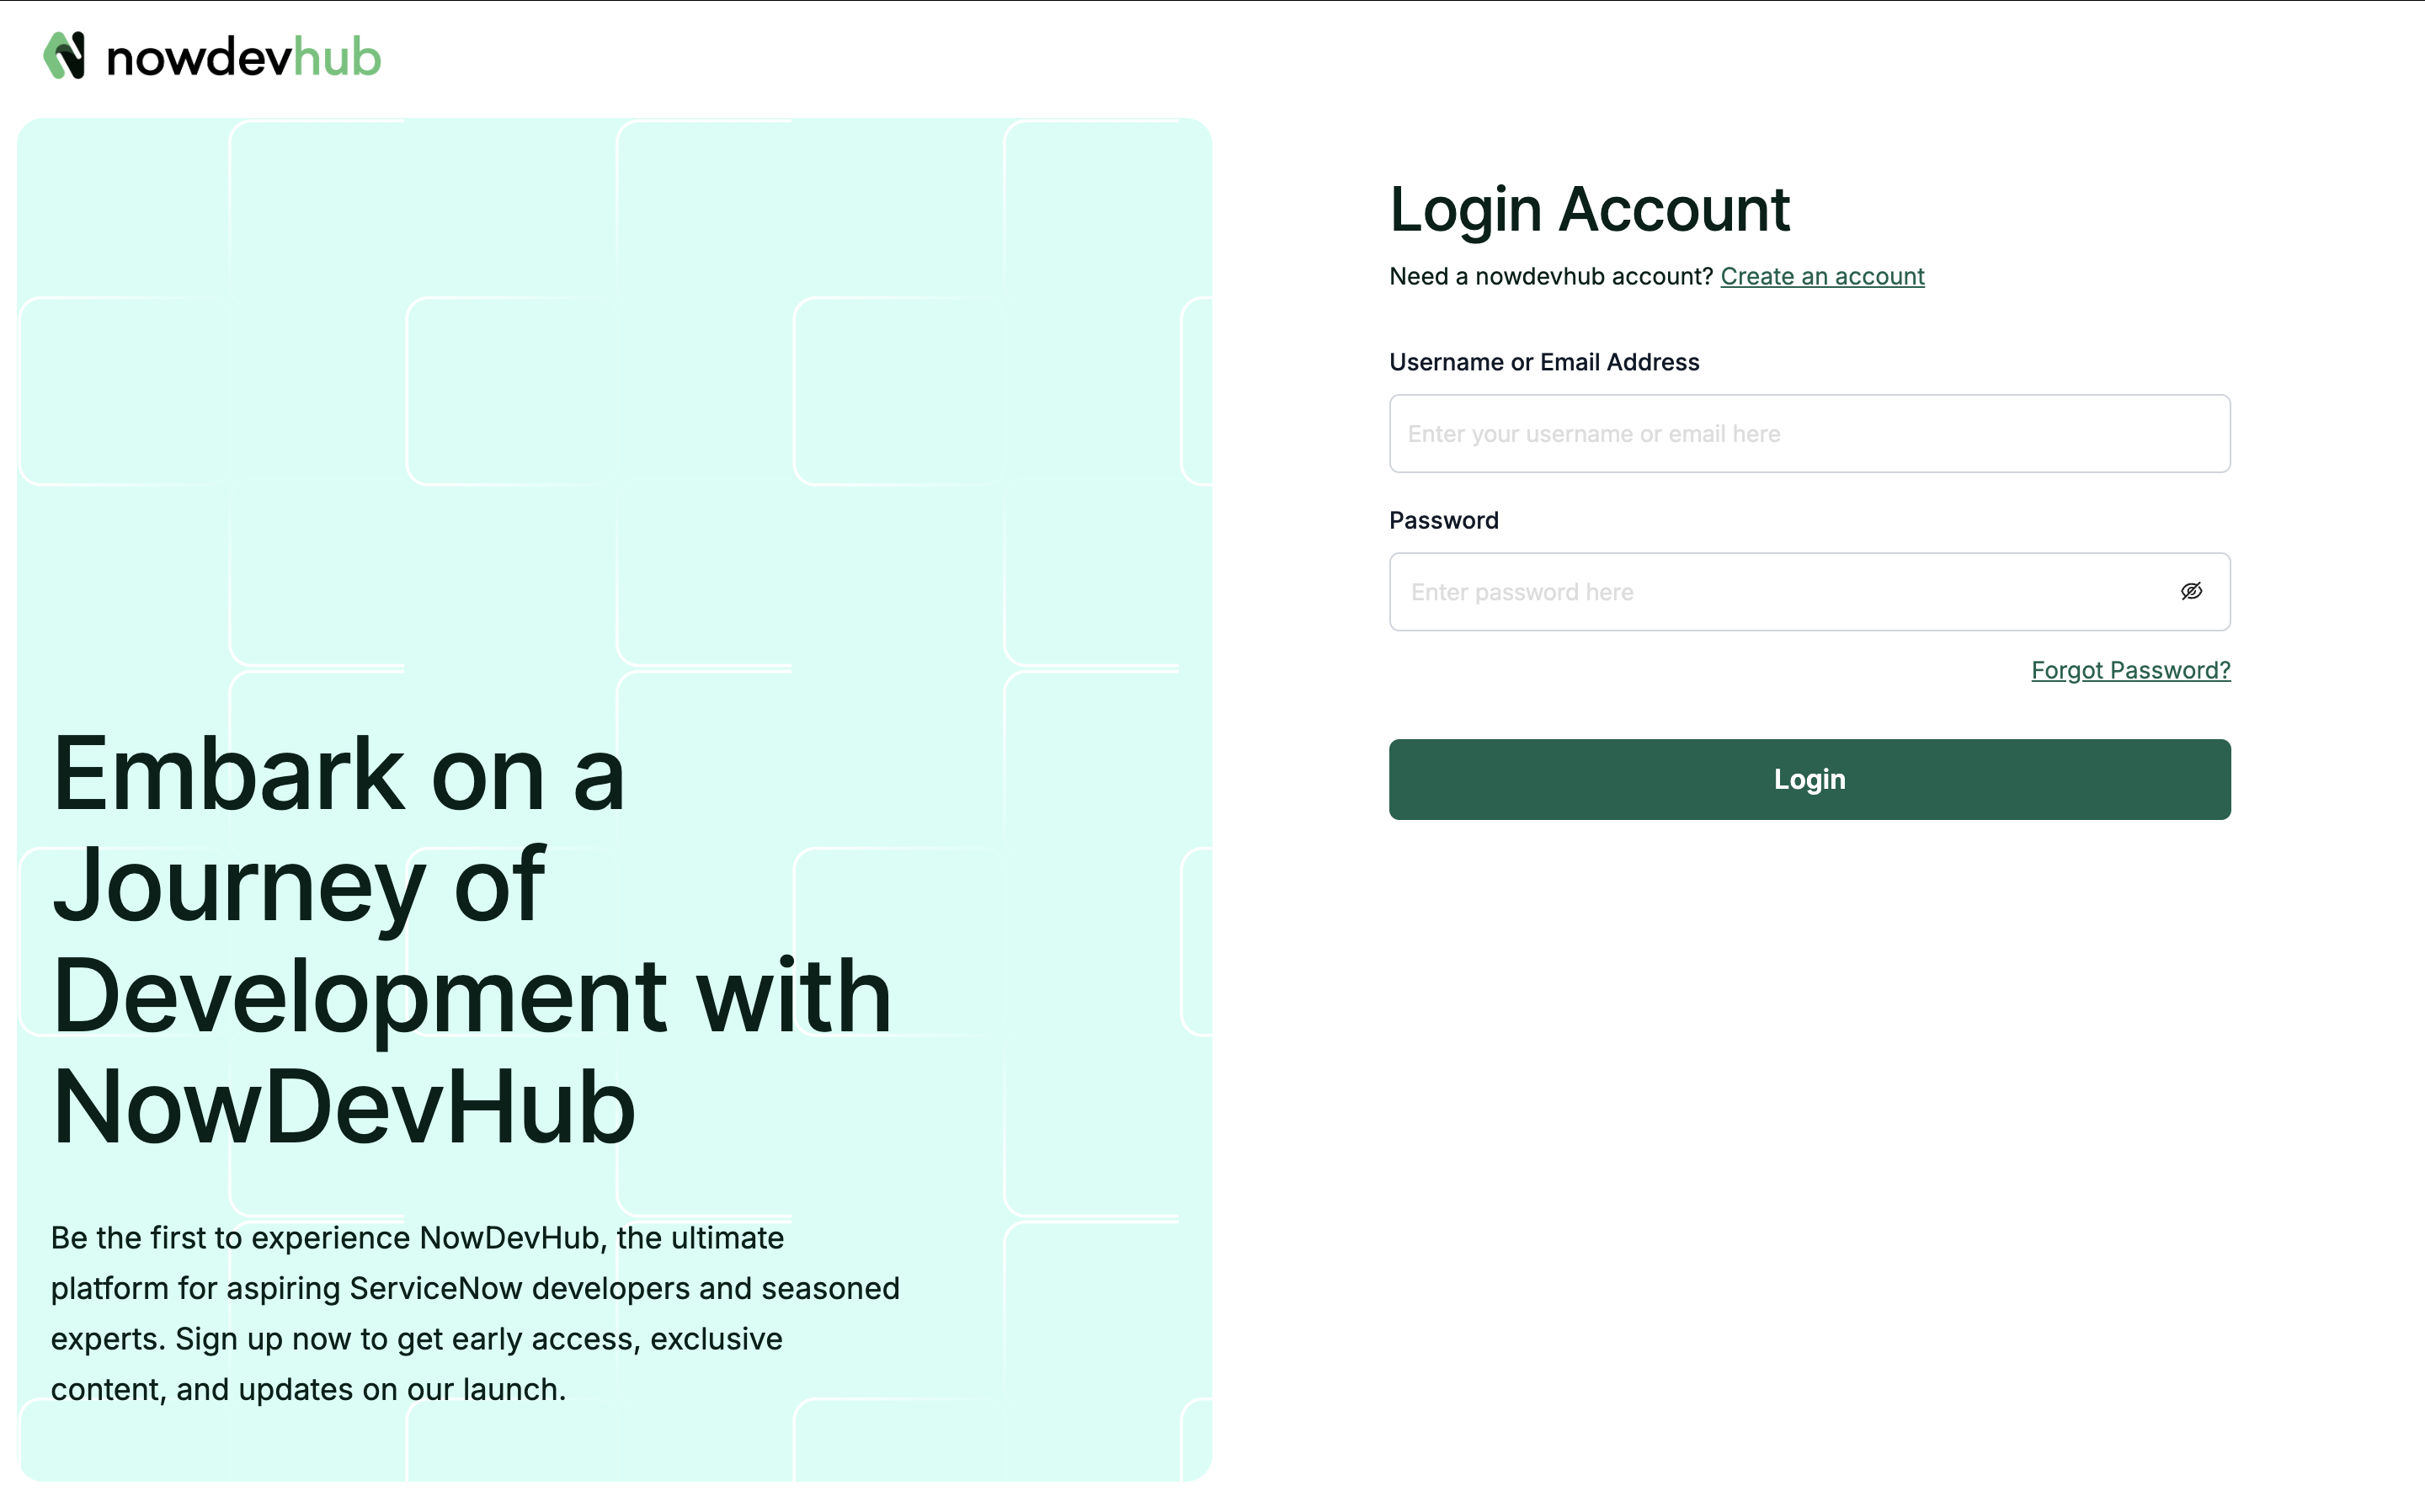 nowdevhub
Embark on a
Journey of
Development with
NowDevHub
Be the first to experience NowDevHub, the ultimate
platform for aspiring ServiceNow developers and seasoned
experts. Sign up now to get early access, exclusive
content, and updates on our launch.
Login Account
Need a nowdevhub account? Create an account
Username or Email Address
Enter your username or email here
Password
Enter password here
Forgot Password?
Login